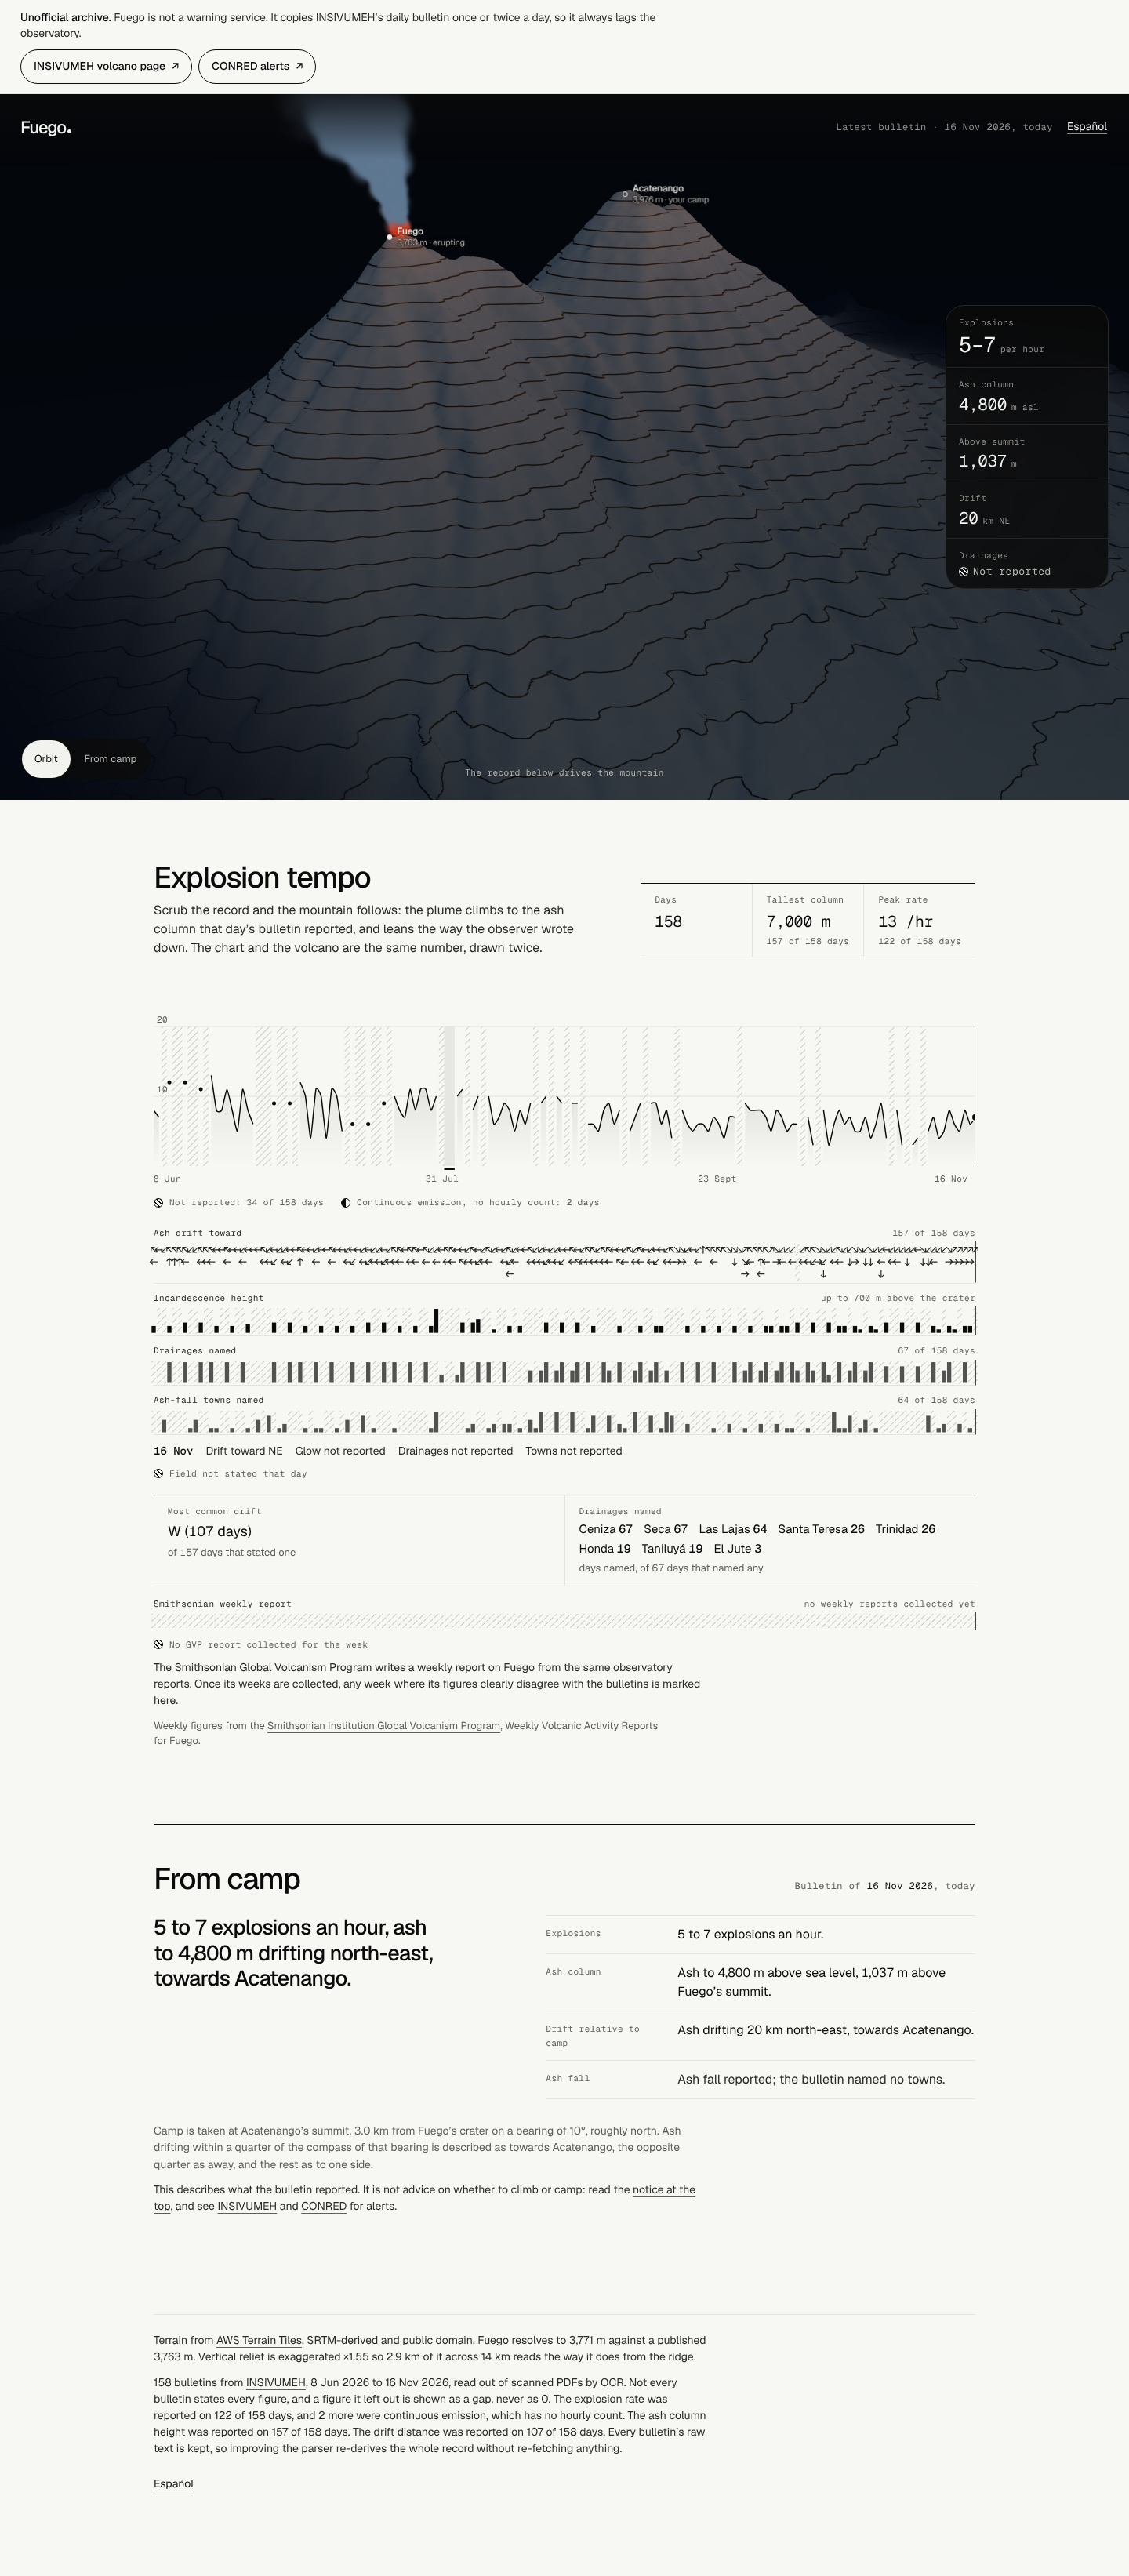 Unofficial archive. Fuego is not a warning service. It copies INSIVUMEH’s daily bulletin once or twice a day, so it always lags the
observatory.
INSIVUMEH volcano page ↗ CONRED alerts ↗
Fuego.
Latest bulletin · 16 Nov 2026, today Español
Acatenango
3,976 m · your camp
Fuego
3,763 m · erupting
Explosions
5–7 per hour
Ash column
4,800 m asl
Above summit
1,037 m
Drift
20 km NE
Drainages
Not reported
Orbit From camp
The record below drives the mountain
Explosion tempo
Scrub the record and the mountain follows: the plume climbs to the ash
column that day’s bulletin reported, and leans the way the observer wrote
down. The chart and the volcano are the same number, drawn twice.
Days Tallest column Peak rate
158 7,000 m 13 /hr
157 of 158 days 122 of 158 days
20
10
8 Jun 31 Jul 23 Sept 16 Nov
Not reported: 34 of 158 days Continuous emission, no hourly count: 2 days
Ash drift toward 157 of 158 days
Incandescence height up to 700 m above the crater
Drainages named 67 of 158 days
Ash-fall towns named 64 of 158 days
16 Nov Drift toward NE Glow not reported Drainages not reported Towns not reported
Field not stated that day
Most common drift
W (107 days)
of 157 days that stated one
Drainages named
Ceniza 67 Seca 67 Las Lajas 64 Santa Teresa 26 Trinidad 26
Honda 19 Taniluyá 19 El Jute 3
days named, of 67 days that named any
Smithsonian weekly report no weekly reports collected yet
No GVP report collected for the week
The Smithsonian Global Volcanism Program writes a weekly report on Fuego from the same observatory
reports. Once its weeks are collected, any week where its figures clearly disagree with the bulletins is marked
here.
Weekly figures from the Smithsonian Institution Global Volcanism Program, Weekly Volcanic Activity Reports
for Fuego.
From camp
Bulletin of 16 Nov 2026, today
5 to 7 explosions an hour, ash
to 4,800 m drifting north-east,
towards Acatenango.
Explosions 5 to 7 explosions an hour.
Ash column Ash to 4,800 m above sea level, 1,037 m above
Fuego’s summit.
Drift relative to Ash drifting 20 km north-east, towards Acatenango.
camp
Ash fall Ash fall reported; the bulletin named no towns.
Camp is taken at Acatenango’s summit, 3.0 km from Fuego’s crater on a bearing of 10°, roughly north. Ash
drifting within a quarter of the compass of that bearing is described as towards Acatenango, the opposite
quarter as away, and the rest as to one side.
This describes what the bulletin reported. It is not advice on whether to climb or camp: read the notice at the
top, and see INSIVUMEH and CONRED for alerts.
Terrain from AWS Terrain Tiles, SRTM-derived and public domain. Fuego resolves to 3,771 m against a published
3,763 m. Vertical relief is exaggerated ×1.55 so 2.9 km of it across 14 km reads the way it does from the ridge.
158 bulletins from INSIVUMEH, 8 Jun 2026 to 16 Nov 2026, read out of scanned PDFs by OCR. Not every
bulletin states every figure, and a figure it left out is shown as a gap, never as 0. The explosion rate was
reported on 122 of 158 days, and 2 more were continuous emission, which has no hourly count. The ash column
height was reported on 157 of 158 days. The drift distance was reported on 107 of 158 days. Every bulletin’s raw
text is kept, so improving the parser re-derives the whole record without re-fetching anything.
Español